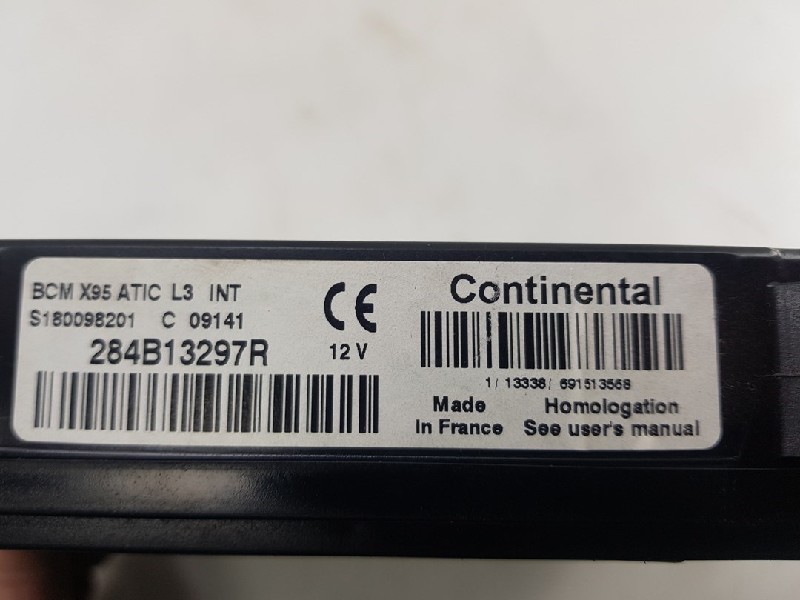 BCM X95 ATIC L3 INT
S180098201 C 09141
284B13297R
CE
12 V
Continental
1/ 13338/ 691513568
Made
In France
Homologation
See user's manual